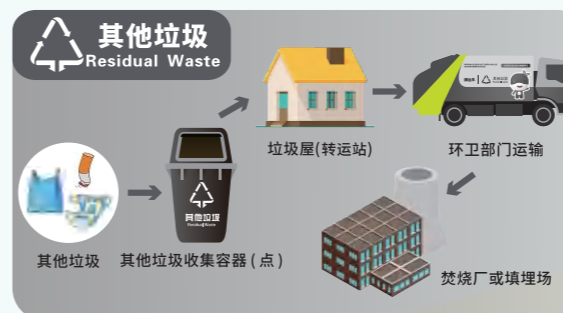 其他垃圾
Residual Waste
垃圾屋(转运站)
环卫部门运输
其他垃圾
Residual Waste
其他垃圾
其他垃圾收集容器(点)
焚烧厂或填埋场